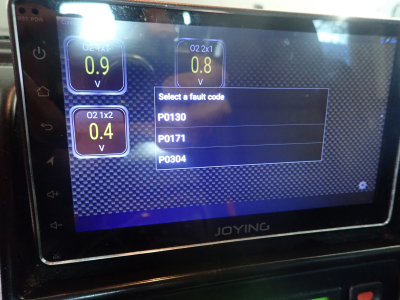 O2 1x1
0.9
V
O2 2x1
0.8
V
O2 1x2
0.4
V
Select a fault code
P0130
P0171
P0304
JOYING